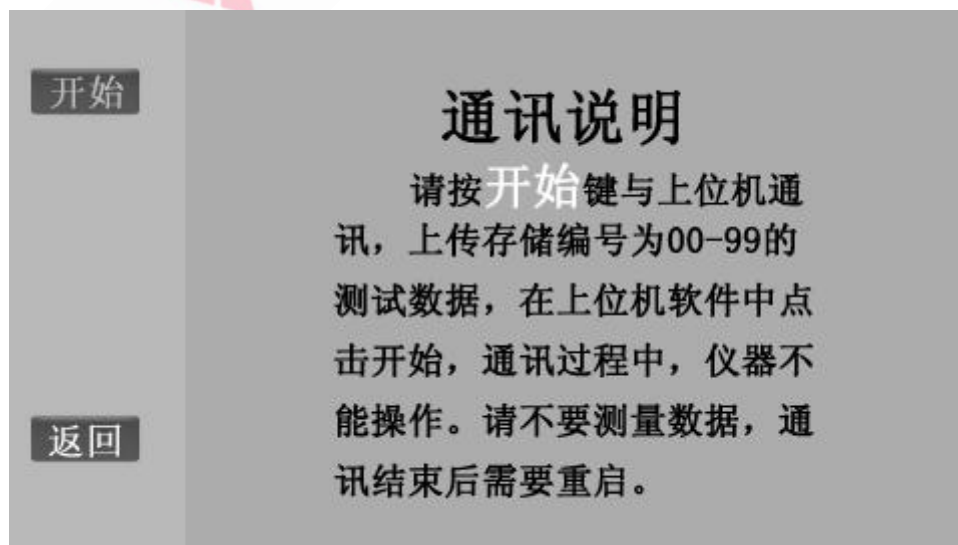 开始
通讯说明
请按开始键与上位机通
讯，上传存储编号为00-99的
测试数据，在上位机软件中点
击开始，通讯过程中，仪器不
能操作。请不要测量数据，通
讯结束后需要重启。
返回